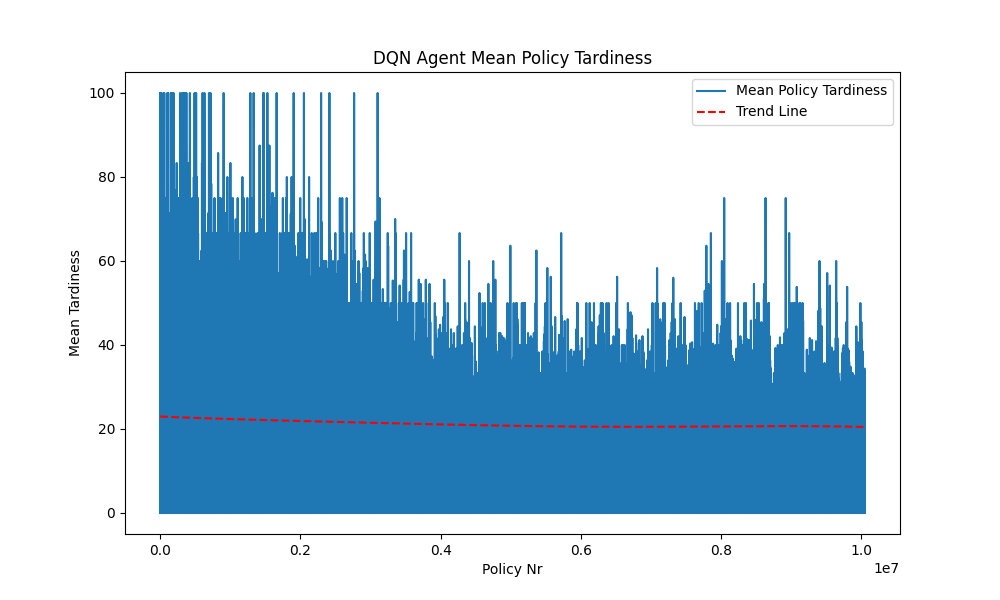 DQN Agent Mean Policy Tardiness
Mean Policy Tardiness
Trend Line
Mean Tardiness
100
80
60
40
20
0
0.0 0.2 0.4 0.6 0.8 1.0
1e7
Policy Nr